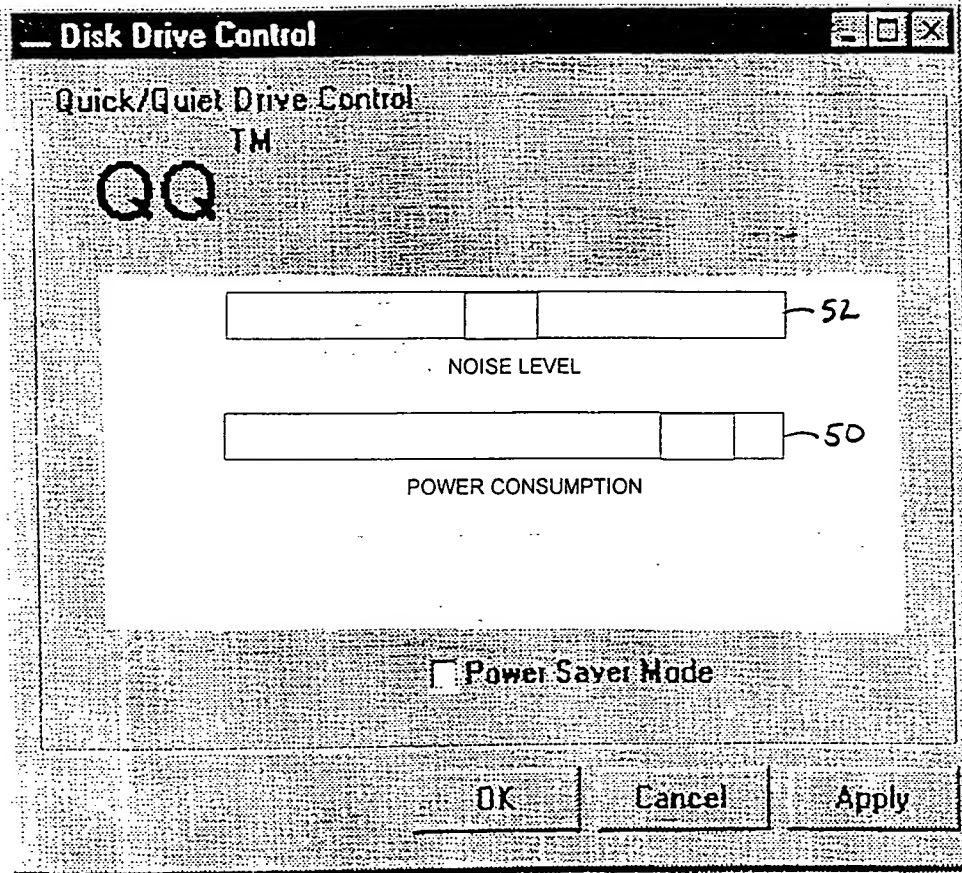 Disk Drive Control
Quick/Quiet Drive Control
TM
QQ
52
NOISE LEVEL
50
POWER CONSUMPTION
Power Saver Mode
OK
Cancel
Apply